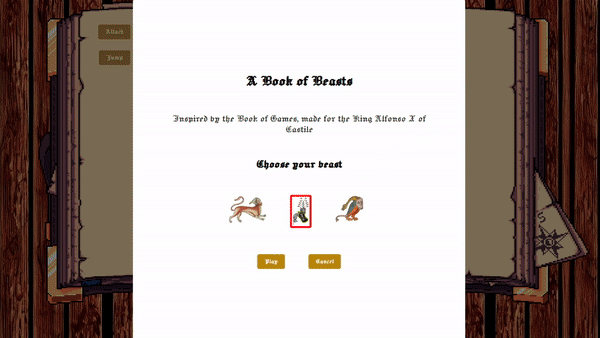 Attack
Jump
A Book of Beasts
Inspired by the Book of Games, made for the King Alfonso X of
Castile
Choose your beast
Play
Cancel